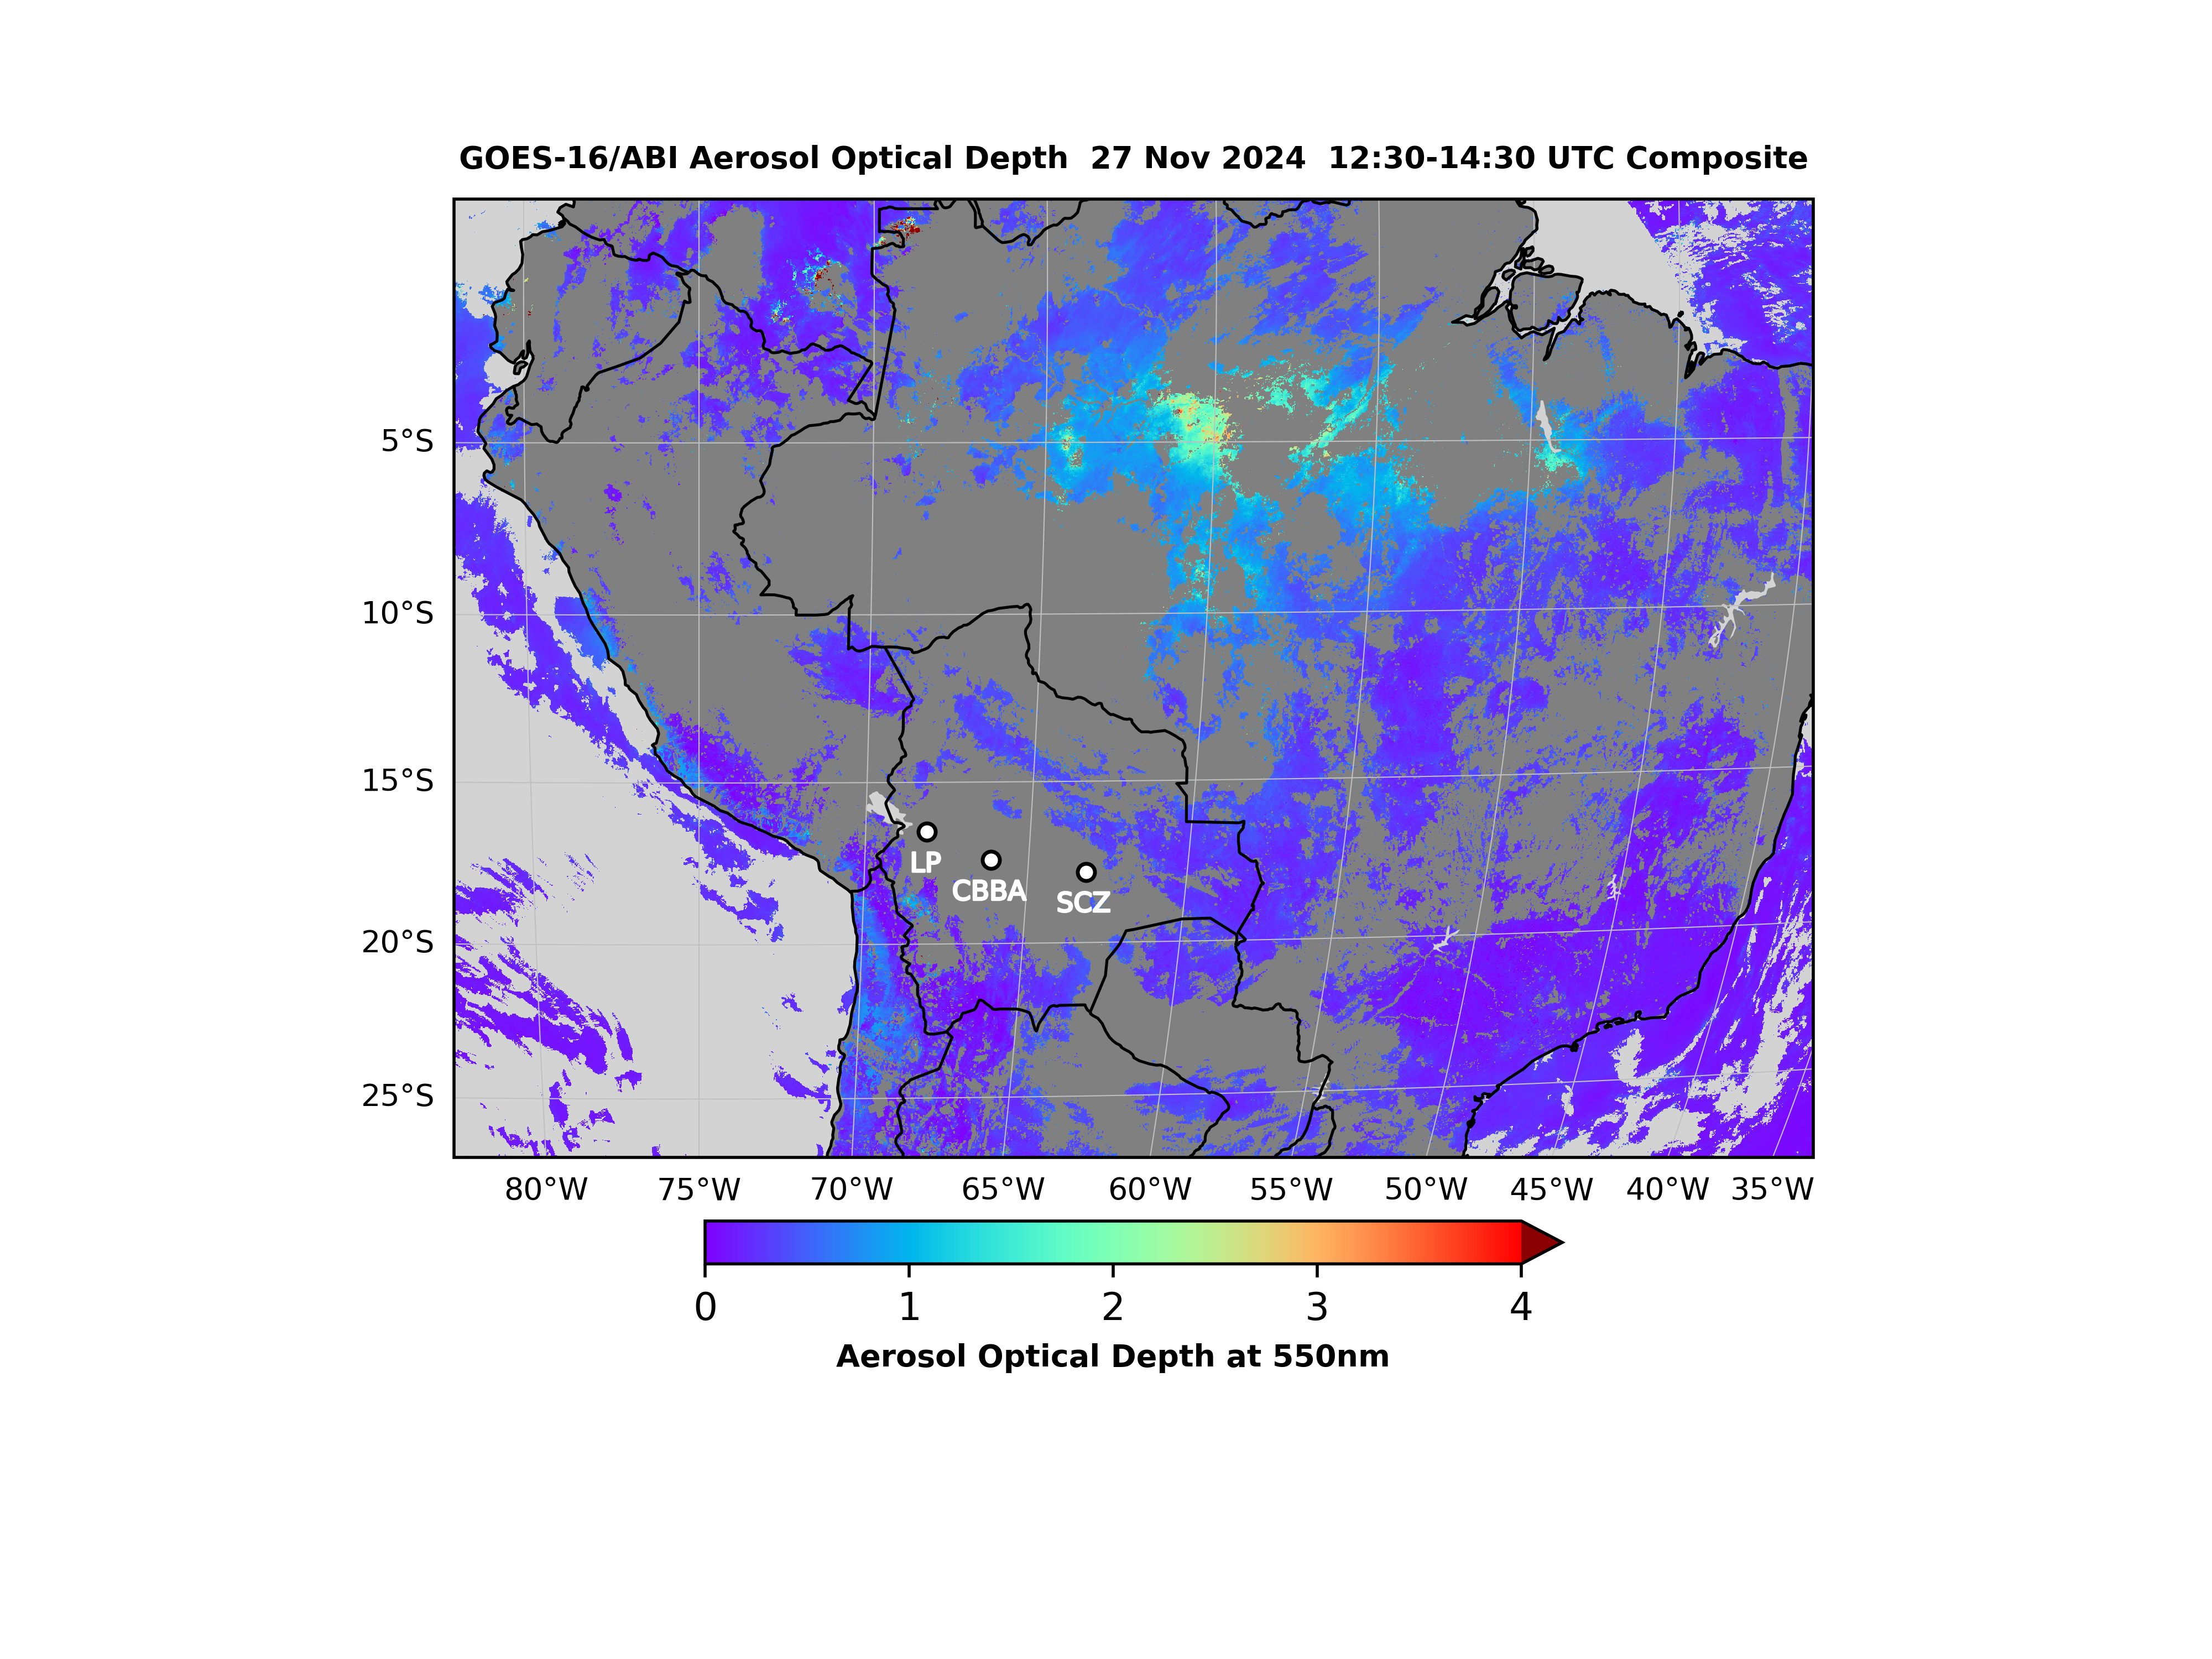 GOES-16/ABI Aerosol Optical Depth  27 Nov 2024  12:30-14:30 UTC Composite
5°S
10°S
15°S
LP
CBBA
SCZ
20°S
25°S
80°W 75°W 70°W 65°W 60°W 55°W 50°W 45°W 40°W 35°W
0 1 2 3 4
Aerosol Optical Depth at 550nm